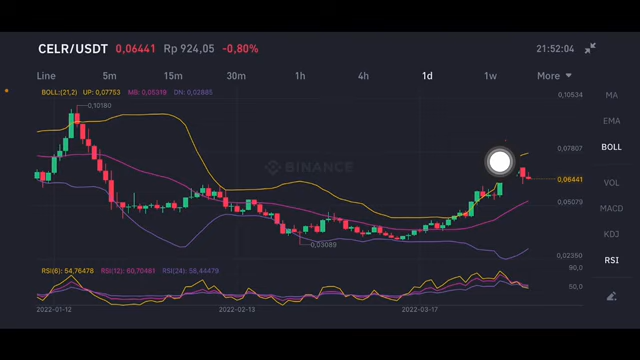 CELR/USDT 0,06441 Rp 924,05 -0,80% 21:52:04
Line 5m 15m 30m 1h 4h 1d 1w More
BOLL:(21,2) UP: 0,07753 MB: 0,05319 DN: 0,02885
0,10534
MA
0,10180
EMA
0,07807
BOLL
BINANCE
0,06441
VOL
0,05079
MACD
KDJ
0,03089
0,02350
RSI(6): 54,76478 RSI(12): 60,70461 RSI(24): 58,44479
90,0
RSI
50,0
2022-01-12 2022-02-13 2022-03-17